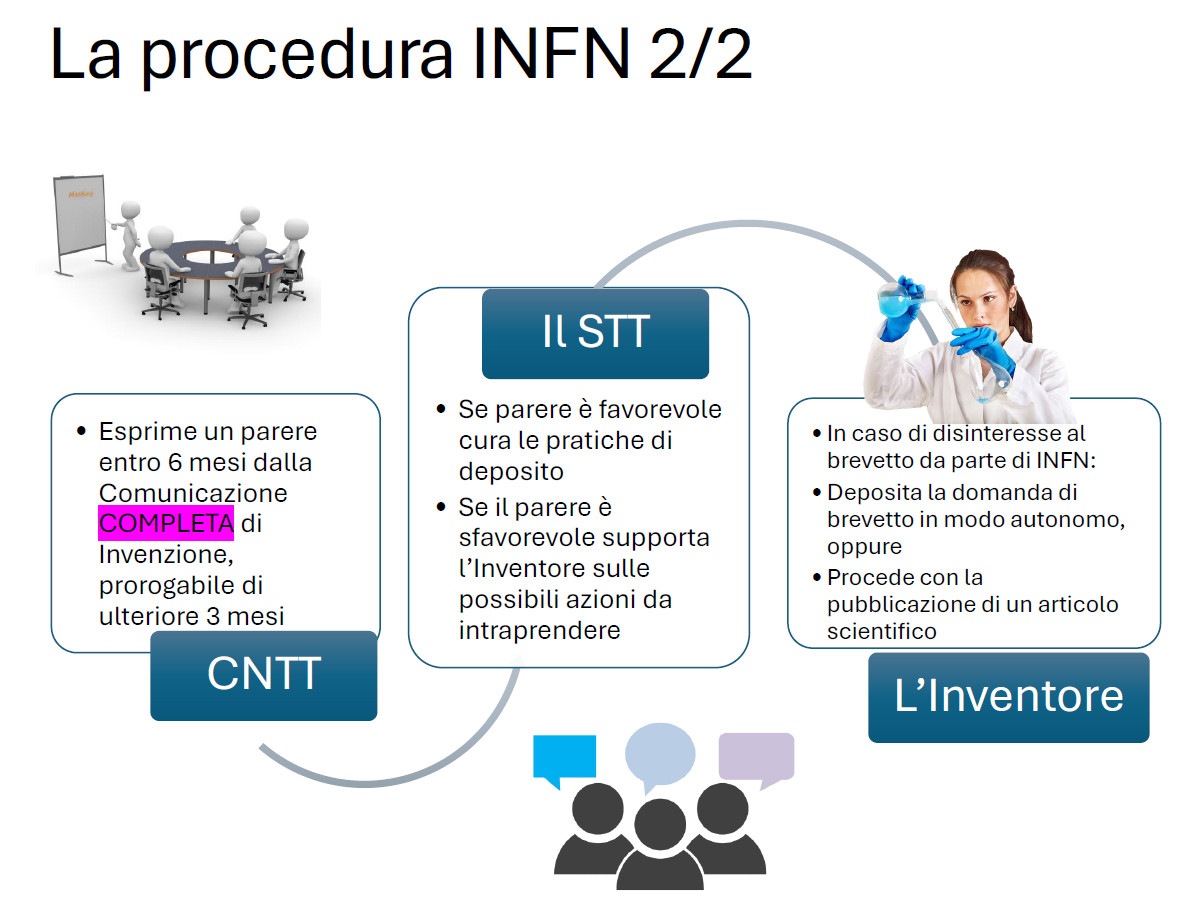 La procedura INFN 2/2
Meeting
• Esprime un parere
entro 6 mesi dalla
Comunicazione
COMPLETA di
Invenzione,
prorogabile di
ulteriore 3 mesi
CNTT
Il STT
• Se parere è favorevole
cura le pratiche di
deposito
• Se il parere è
sfavorevole supporta
l’Inventore sulle
possibili azioni da
intraprendere
• In caso di disinteresse al
brevetto da parte di INFN:
• Deposita la domanda di
brevetto in modo autonomo,
oppure
• Procede con la
pubblicazione di un articolo
scientifico
L’Inventore